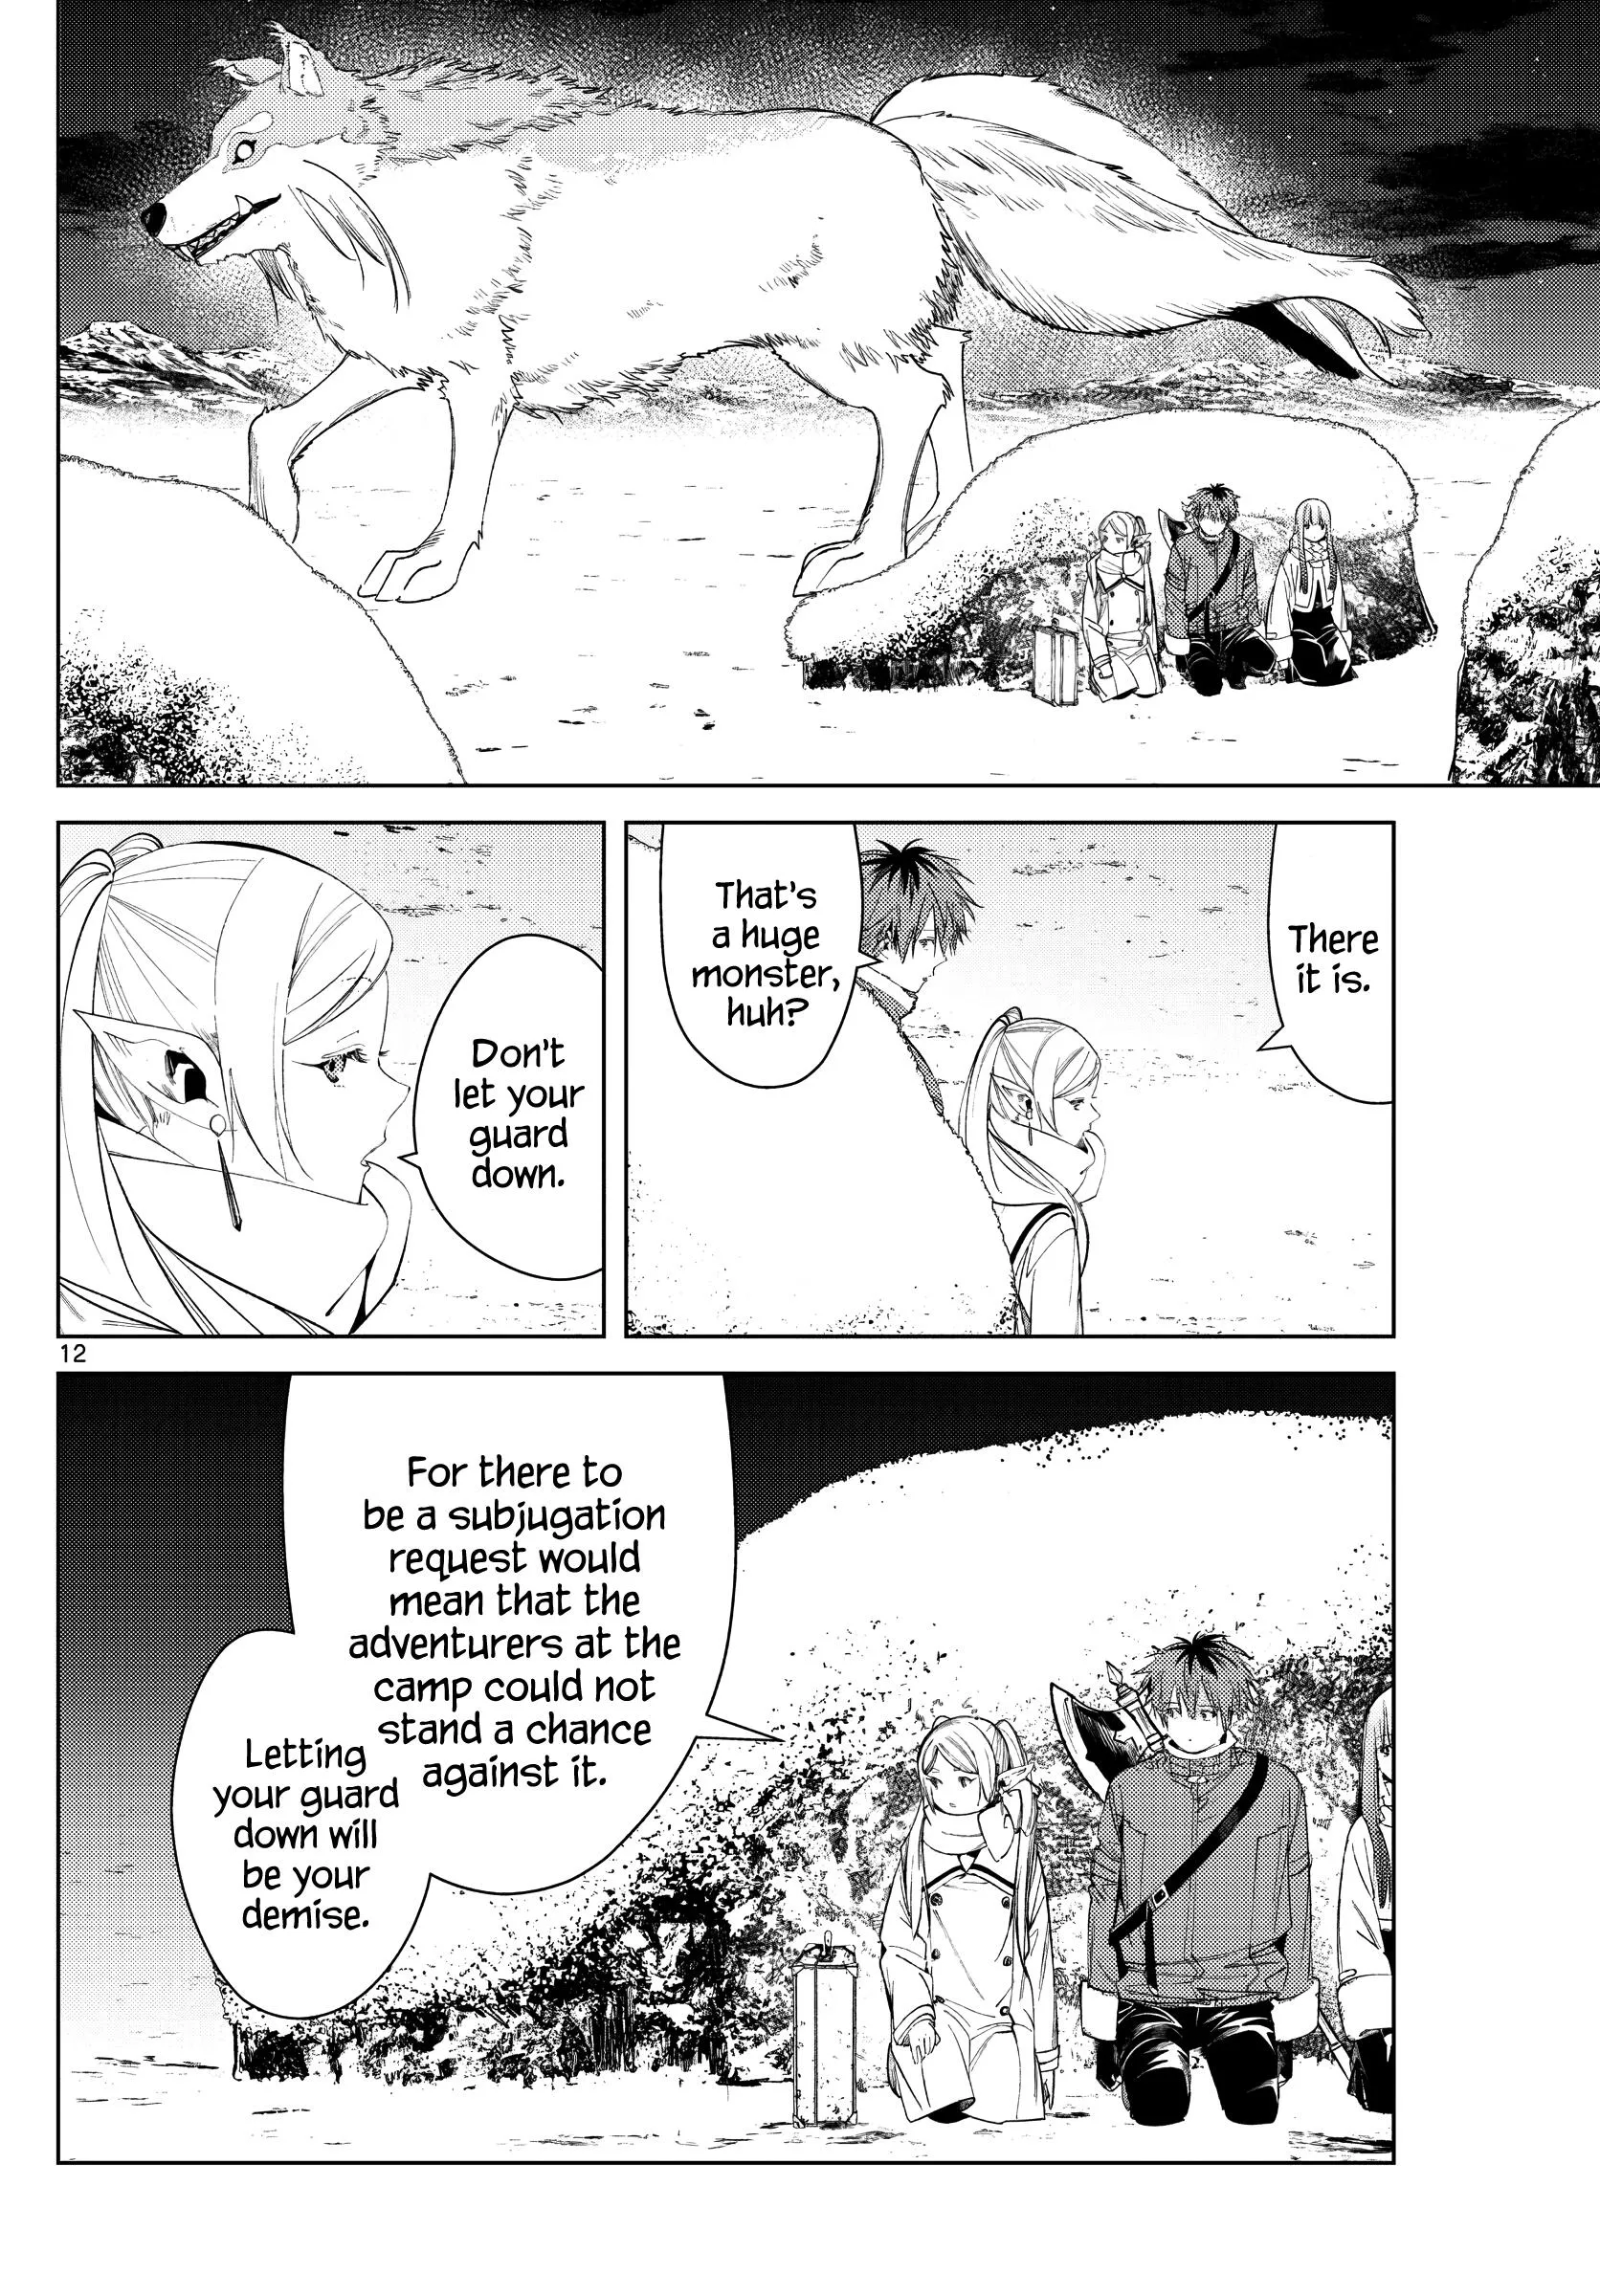 There
it is.
That's
a huge
monster,
huh?
Don't
let your
guard
down.
12
For there to
be a subjugation
request would
mean that the
adventurers at the
camp could not
stand a chance
against it.
Letting
your guard
down will
be your
demise.